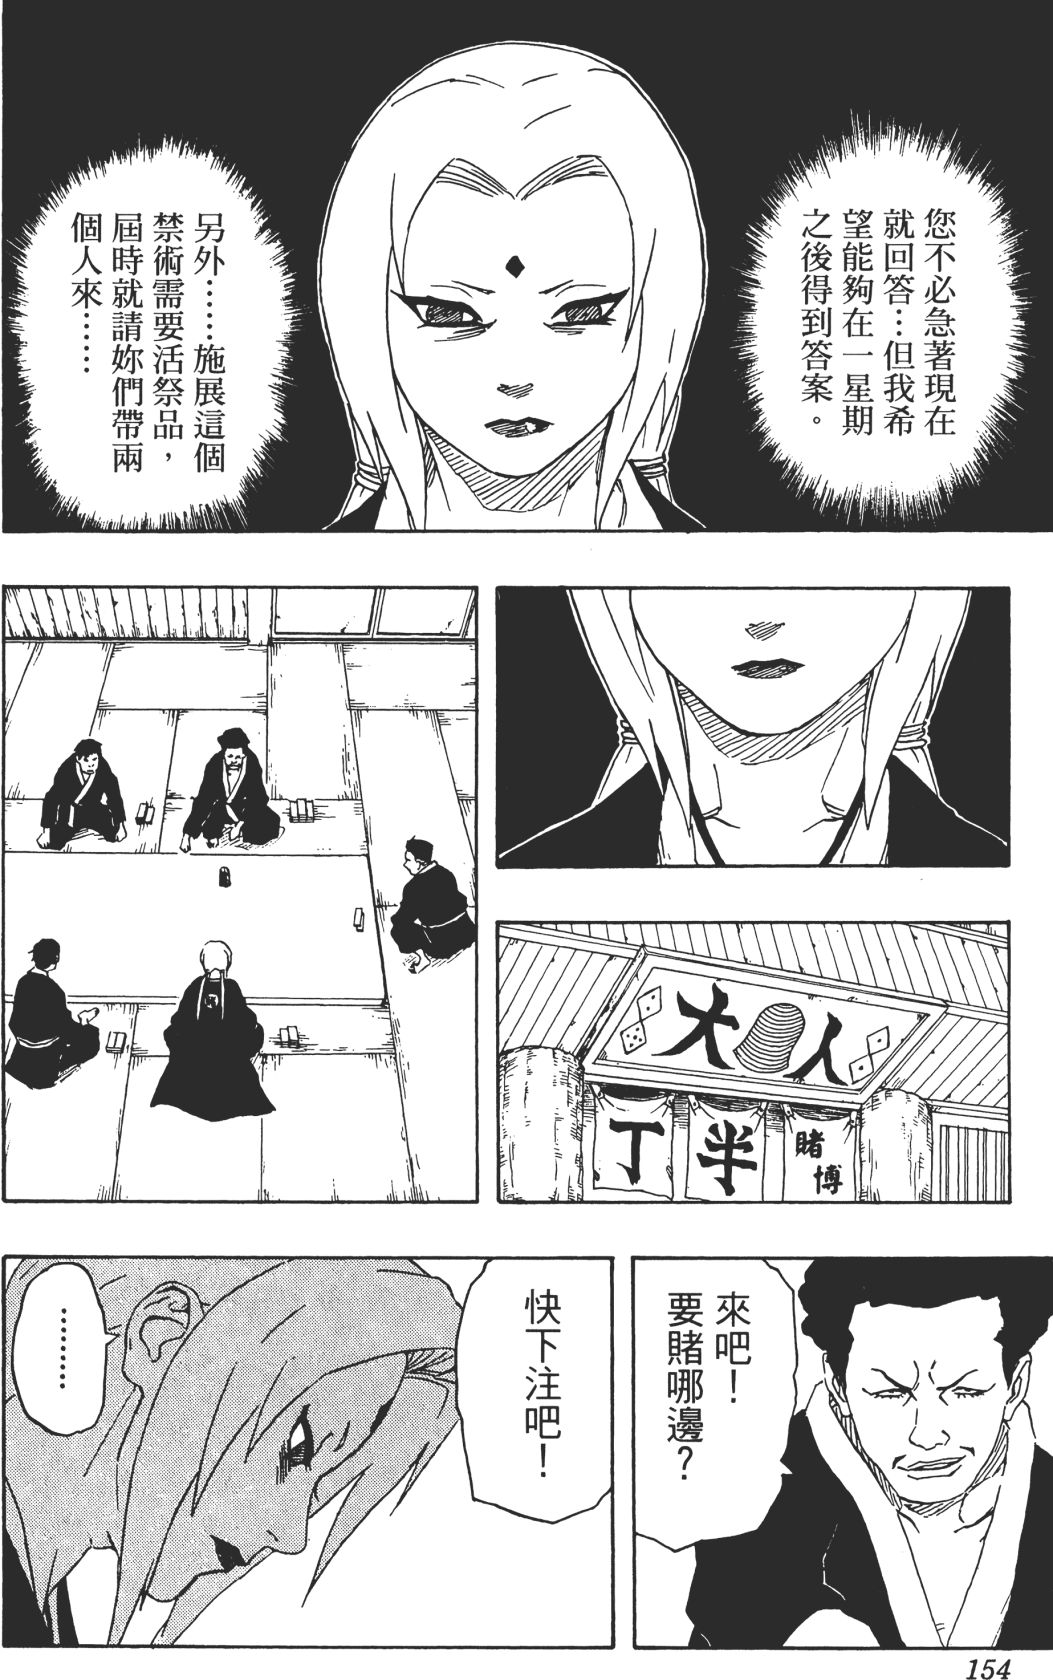 您不必急著現在
就回答…但我希
望能夠在一星期
之後得到答案。
另外……施展這個
禁術需要活祭品，
屆時就請妳們帶兩
個人來……
大人
丁
半
賭
博
來吧！
要賭哪邊？
快下注吧！
………
154